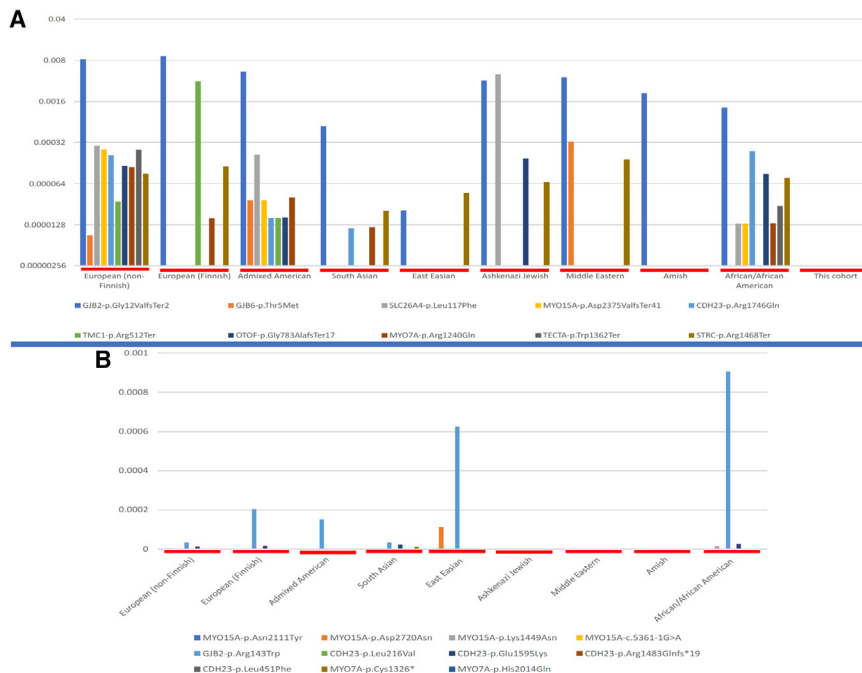 A
0.04
0.008
0.0016
0.00032
0.000064
0.0000128
0.00000256
European (non-Finnish)
European (Finnish)
Admixed American
South Asian
East Easian
Ashkenazi Jewish
Middle Eastern
Amish
African/African American
This cohort
GJB2-p.Gly12ValfsTer2
GJB6-p.Thr5Met
SLC26A4-p.Leu117Phe
MYO15A-p.Asp2375ValfsTer41
CDH23-p.Arg1746Gln
TMC1-p.Arg512Ter
OTOF-p.Gly783AlafsTer17
MYO7A-p.Arg1240Gln
TECTA-p.Trp1362Ter
STRC-p.Arg1468Ter
B
0.001
0.0008
0.0006
0.0004
0.0002
0
European (non-Finnish)
European (Finnish)
Admixed American
South Asian
East Easian
Ashkenazi Jewish
Middle Eastern
Amish
African/African American
MYO15A-p.Asn2111Tyr
MYO15A-p.Asp2720Asn
MYO15A-p.Lys1449Asn
MYO15A-c.5361-1G>A
GJB2-p.Arg143Trp
CDH23-p.Leu216Val
CDH23-p.Glu1595Lys
CDH23-p.Arg1483Glnfs*19
CDH23-p.Leu451Phe
MYO7A-p.Cys1326*
MYO7A-p.His2014Gln